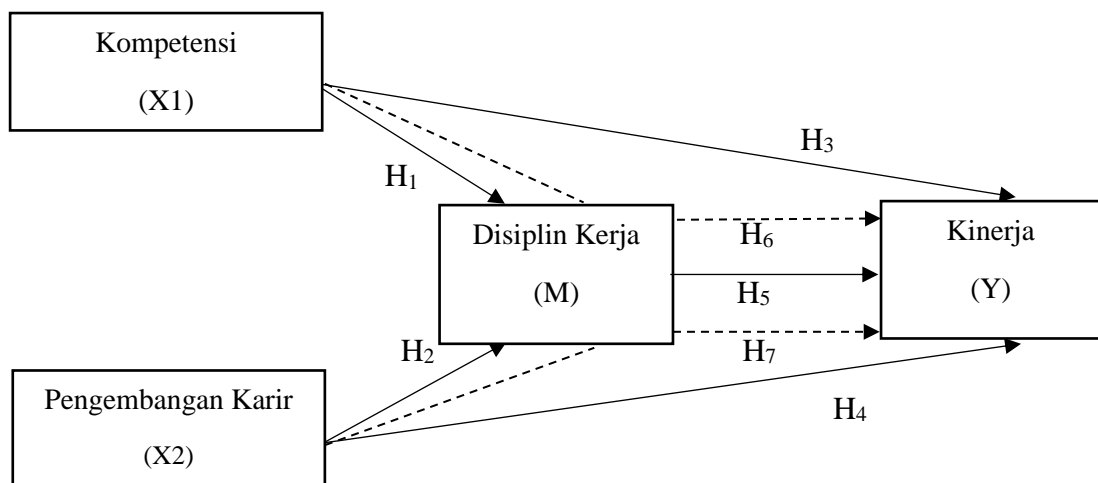 Kompetensi
(X1)
H3
H1
Disiplin Kerja
(M)
H6
Kinerja
(Y)
H5
H2
H7
Pengembangan Karir
(X2)
H4